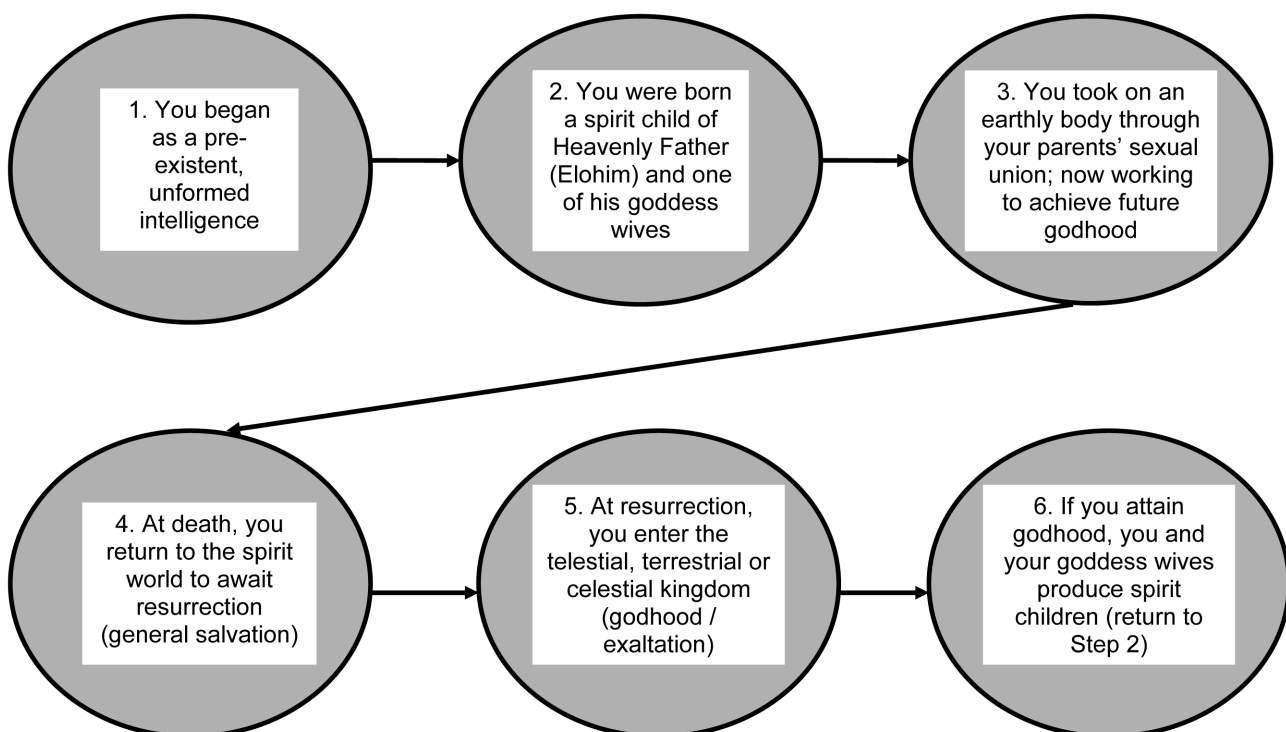 1. You began
as a pre-
existent,
unformed
intelligence
2. You were born
a spirit child of
Heavenly Father
(Elohim) and one
of his goddess
wives
3. You took on an
earthly body through
your parents’ sexual
union; now working
to achieve future
godhood
4. At death, you
return to the spirit
world to await
resurrection
(general salvation)
5. At resurrection,
you enter the
telestial, terrestrial or
celestial kingdom
(godhood /
exaltation)
6. If you attain
godhood, you and
your goddess wives
produce spirit
children (return to
Step 2)